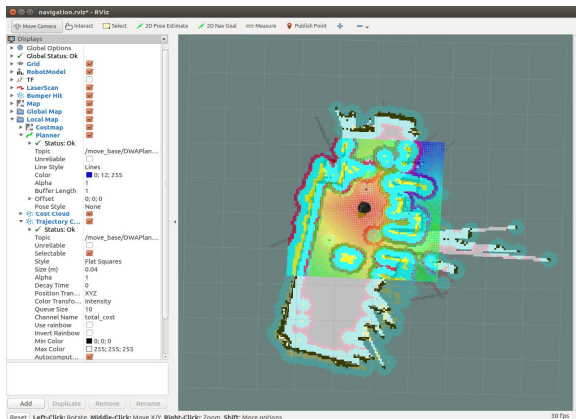 navigation.rviz* - RViz
Move Camera Interact Select 2D Pose Estimate 2D Nav Goal Measure Publish Point
Displays
Global Options
Global Status: Ok
Grid
RobotModel
TF
LaserScan
Bumper Hit
Map
Global Map
Local Map
Costmap
Planner
Status: Ok
Topic /move_base/DWAPlan...
Unreliable
Line Style Lines
Color 0; 12; 255
Alpha 1
Buffer Length 1
Offset 0; 0; 0
Pose Style None
Cost Cloud
Trajectory C...
Status: Ok
Topic /move_base/DWAPlan...
Unreliable
Selectable
Style Flat Squares
Size (m) 0.04
Alpha 1
Decay Time 0
Position Tran... XYZ
Color Transfo... Intensity
Queue Size 10
Channel Name total_cost
Use rainbow
Invert Rainbow
Min Color 0; 0; 0
Max Color 255; 255; 255
Autocomput...
Add Duplicate Remove Rename
Reset Left-Click: Rotate. Middle-Click: Move X/Y. Right-Click: Zoom. Shift: More options. 30 fps